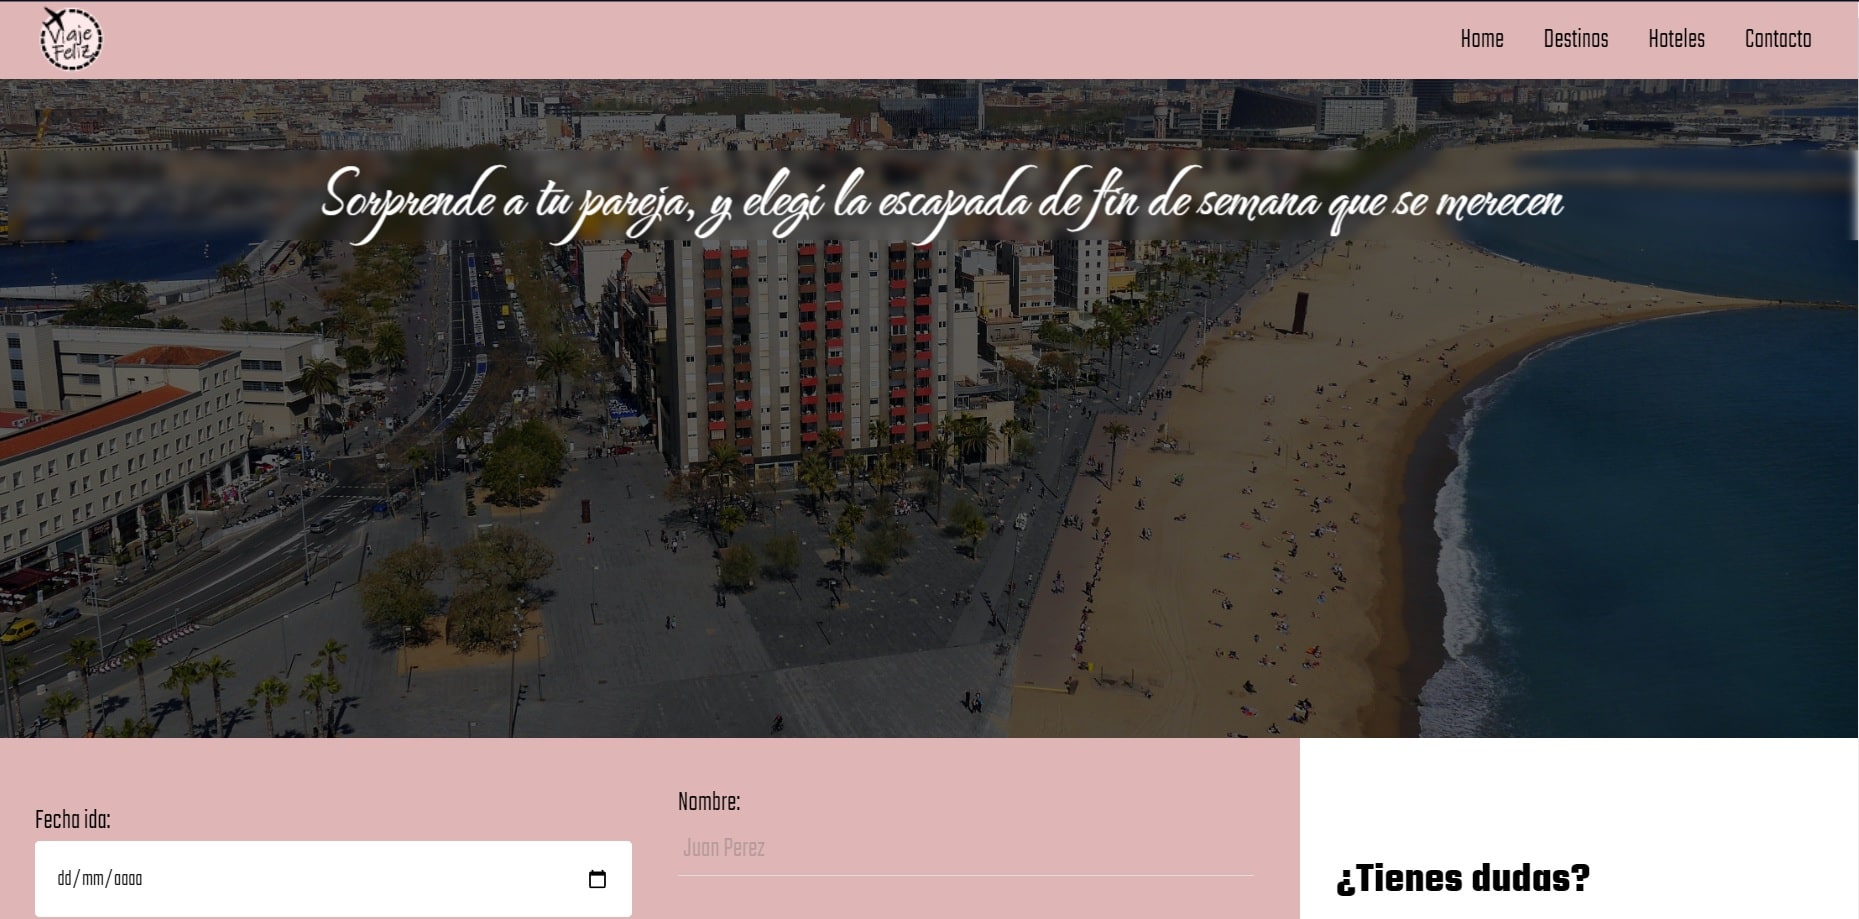 Viaje
Feliz
Home
Destinos
Hoteles
Contacto
Sorprende a tu pareja, y elegí la escapada de fin de semana que se merecen
Fecha ida:
dd/mm/aaaa
Nombre:
Juan Perez
¿Tienes dudas?